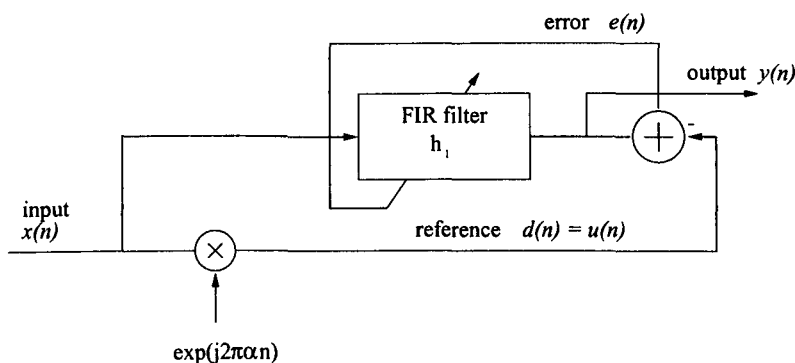 error e(n)
output y(n)
FIR filter
h₁
-
input
x(n)
reference d(n) = u(n)
exp(j2παn)